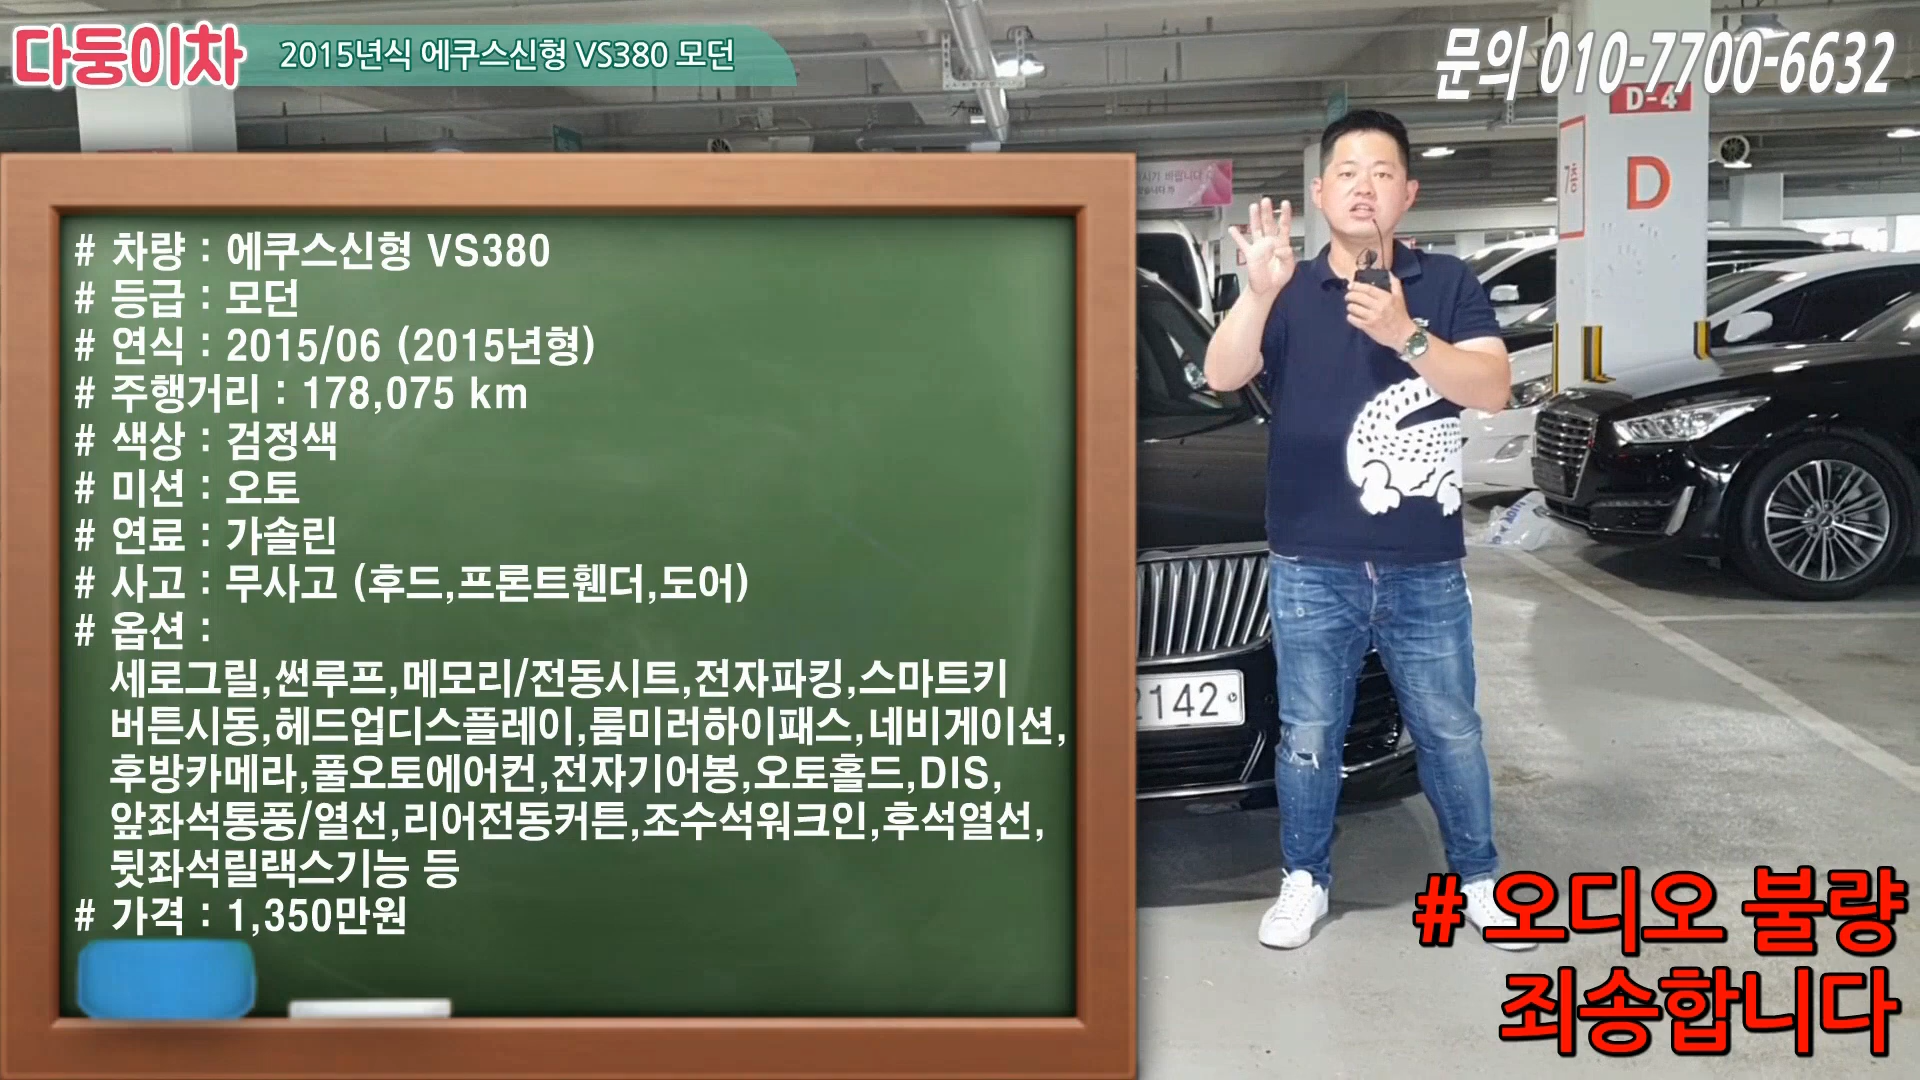 다둥이차
2015년식 에쿠스신형 VS380 모던
문의 010-7700-6632
D-4
D
# 차량 : 에쿠스신형 VS380
# 등급 : 모던
# 연식 : 2015/06 (2015년형)
# 주행거리 : 178,075 km
# 색상 : 검정색
# 미션 : 오토
# 연료 : 가솔린
# 사고 : 무사고 (후드,프론트휀더,도어)
# 옵션 :
세로그릴,썬루프,메모리/전동시트,전자파킹,스마트키
버튼시동,헤드업디스플레이,룸미러하이패스,네비게이션,
후방카메라,풀오토에어컨,전자기어봉,오토홀드,DIS,
앞좌석통풍/열선,리어전동커튼,조수석워크인,후석열선,
뒷좌석릴랙스기능 등
# 가격 : 1,350만원
2142
# 오디오 불량
죄송합니다